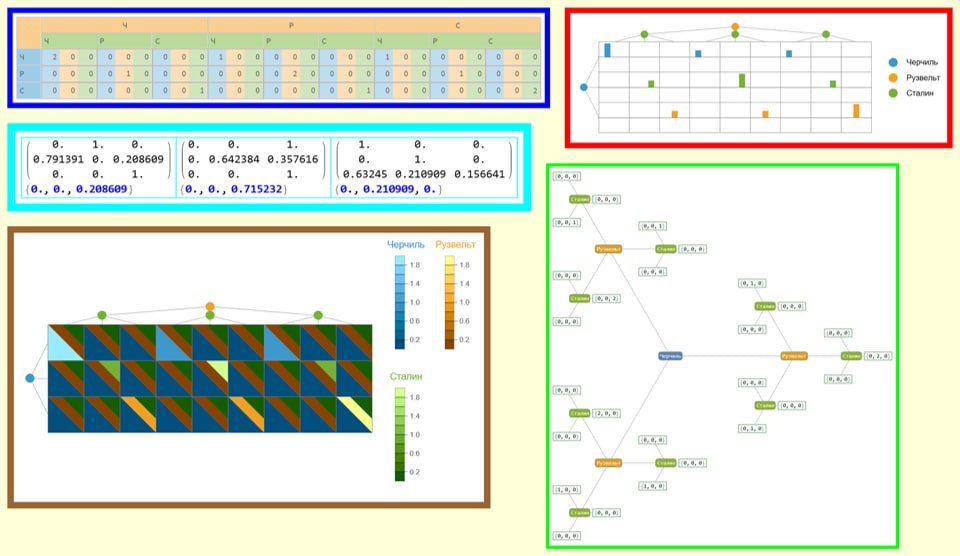 Ч Р С
Ч Р С Ч Р С Ч Р С
Ч 2 0 0 0 0 0 0 0 0 1 0 0 0 0 0 0 0 0 1 0 0 0 0 0 0 0 0
Р 0 0 0 0 1 0 0 0 0 0 0 0 0 2 0 0 0 0 0 0 0 0 1 0 0 0 0
С 0 0 0 0 0 0 0 0 1 0 0 0 0 0 0 0 0 1 0 0 0 0 0 0 0 0 2
Черчиль
Рузвельт
Сталин
0. 1. 0. 0. 0. 1. 1. 0. 0.
0.791391 0. 0.208609 0. 0.642384 0.357616 0. 1. 0.
0. 0. 1. 0. 0. 1. 0.63245 0.210909 0.156641
{0., 0., 0.208609} {0., 0., 0.715232} {0., 0.210909, 0.}
Черчиль Рузвельт
1.8 1.8
1.4 1.4
1.0 1.0
0.6 0.6
0.2 0.2
Сталин
1.8
1.4
1.0
0.6
0.2
{0, 0, 0}
Сталин {0, 0, 0}
{0, 0, 1}
{0, 0, 1}
Рузвельт Сталин {0, 0, 0}
{0, 0, 0}
{0, 0, 0}
Сталин {0, 0, 2}
{0, 0, 0}
{0, 1, 0}
Сталин {0, 0, 0}
{0, 0, 0}
{0, 0, 0}
Черчиль Рузвельт Сталин {0, 2, 0}
{0, 0, 0}
{0, 0, 0}
Сталин {0, 0, 0}
{0, 1, 0}
{0, 0, 0}
Сталин {2, 0, 0}
{0, 0, 0}
{0, 0, 0}
Рузвельт Сталин {0, 0, 0}
{1, 0, 0}
{1, 0, 0}
Сталин {0, 0, 0}
{0, 0, 0}